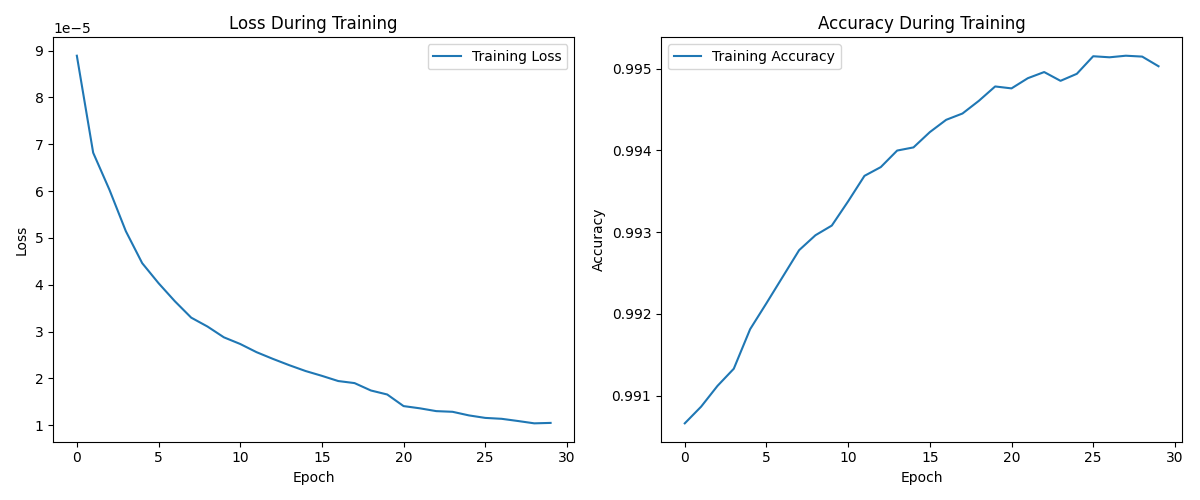 Loss During Training
1e−5
Training Loss
9
8
7
6
5
4
3
2
1
Loss
0 5 10 15 20 25 30
Epoch
Accuracy During Training
Training Accuracy
0.995
0.994
0.993
0.992
0.991
Accuracy
0 5 10 15 20 25 30
Epoch